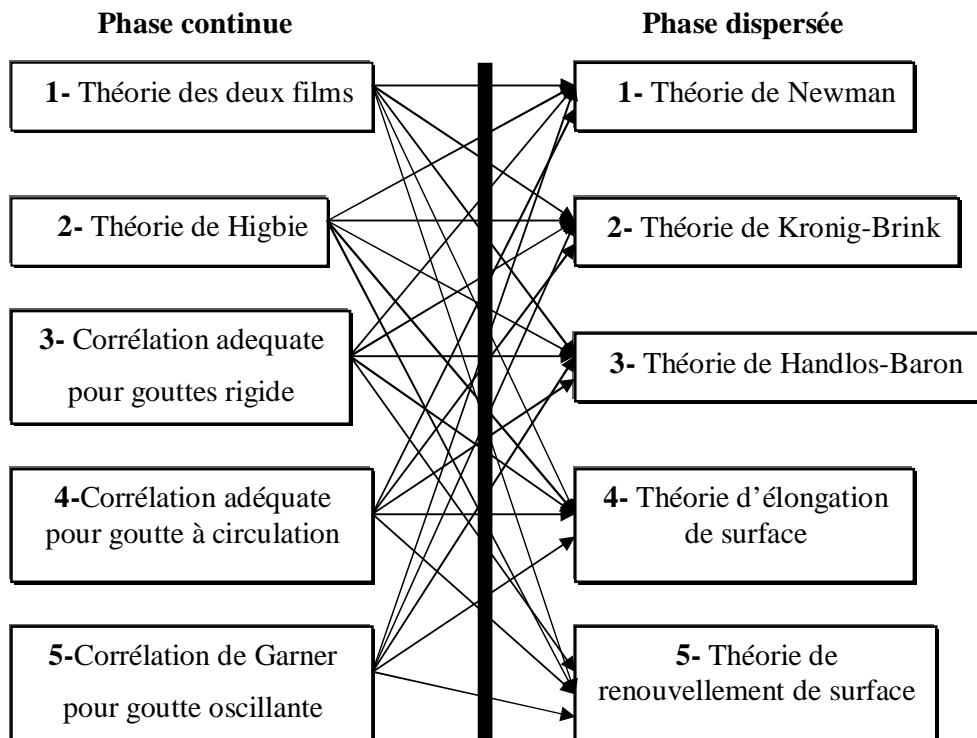 Phase continue
Phase dispersée
1- Théorie des deux films
1- Théorie de Newman
2- Théorie de Higbie
2- Théorie de Kronig-Brink
3- Corrélation adequate
pour gouttes rigide
3- Théorie de Handlos-Baron
4-Corrélation adéquate
pour goutte à circulation
4- Théorie d’élongation
de surface
5-Corrélation de Garner
pour goutte oscillante
5- Théorie de
renouvellement de surface